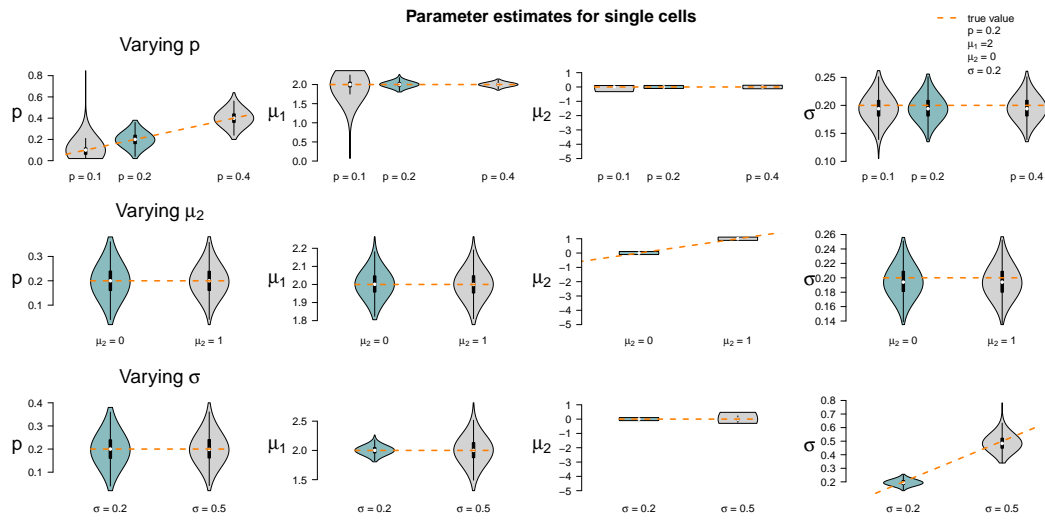 Parameter estimates for single cells
true value
p = 0.2
μ1 =2
μ2 = 0
σ = 0.2
Varying p
p
0.8
0.6
0.4
0.2
0.0
p = 0.1 p = 0.2 p = 0.4
μ1
2.0
1.5
1.0
0.5
0.0
p = 0.1 p = 0.2 p = 0.4
μ2
1
0
−1
−2
−3
−4
−5
p = 0.1 p = 0.2 p = 0.4
σ
0.25
0.20
0.10
p = 0.1 p = 0.2 p = 0.4
Varying μ2
p
0.3
0.2
0.1
μ2 = 0 μ2 = 1
μ1
2.2
2.1
2.0
1.9
1.8
μ2 = 0 μ2 = 1
μ2
1
0
−1
−2
−3
−4
−5
μ2 = 0 μ2 = 1
σ
0.26
0.24
0.22
0.20
0.18
0.16
0.14
μ2 = 0 μ2 = 1
Varying σ
p
0.4
0.3
0.2
0.1
σ = 0.2 σ = 0.5
μ1
2.5
2.0
1.5
σ = 0.2 σ = 0.5
μ2
1
0
−1
−2
−3
−4
−5
σ = 0.2 σ = 0.5
σ
0.8
0.7
0.6
0.5
0.4
0.3
0.2
σ = 0.2 σ = 0.5